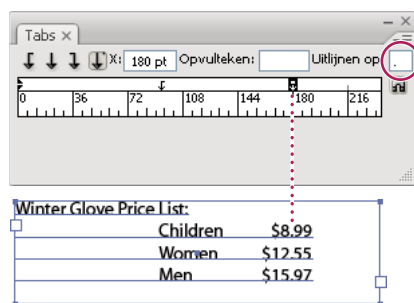 Tabs ×
X: 180 pt Opvulteken: Uitlijnen op: .
0 36 72 108 144 180 216
Winter Glove Price List:
Children $8.99
Women $12.55
Men $15.97